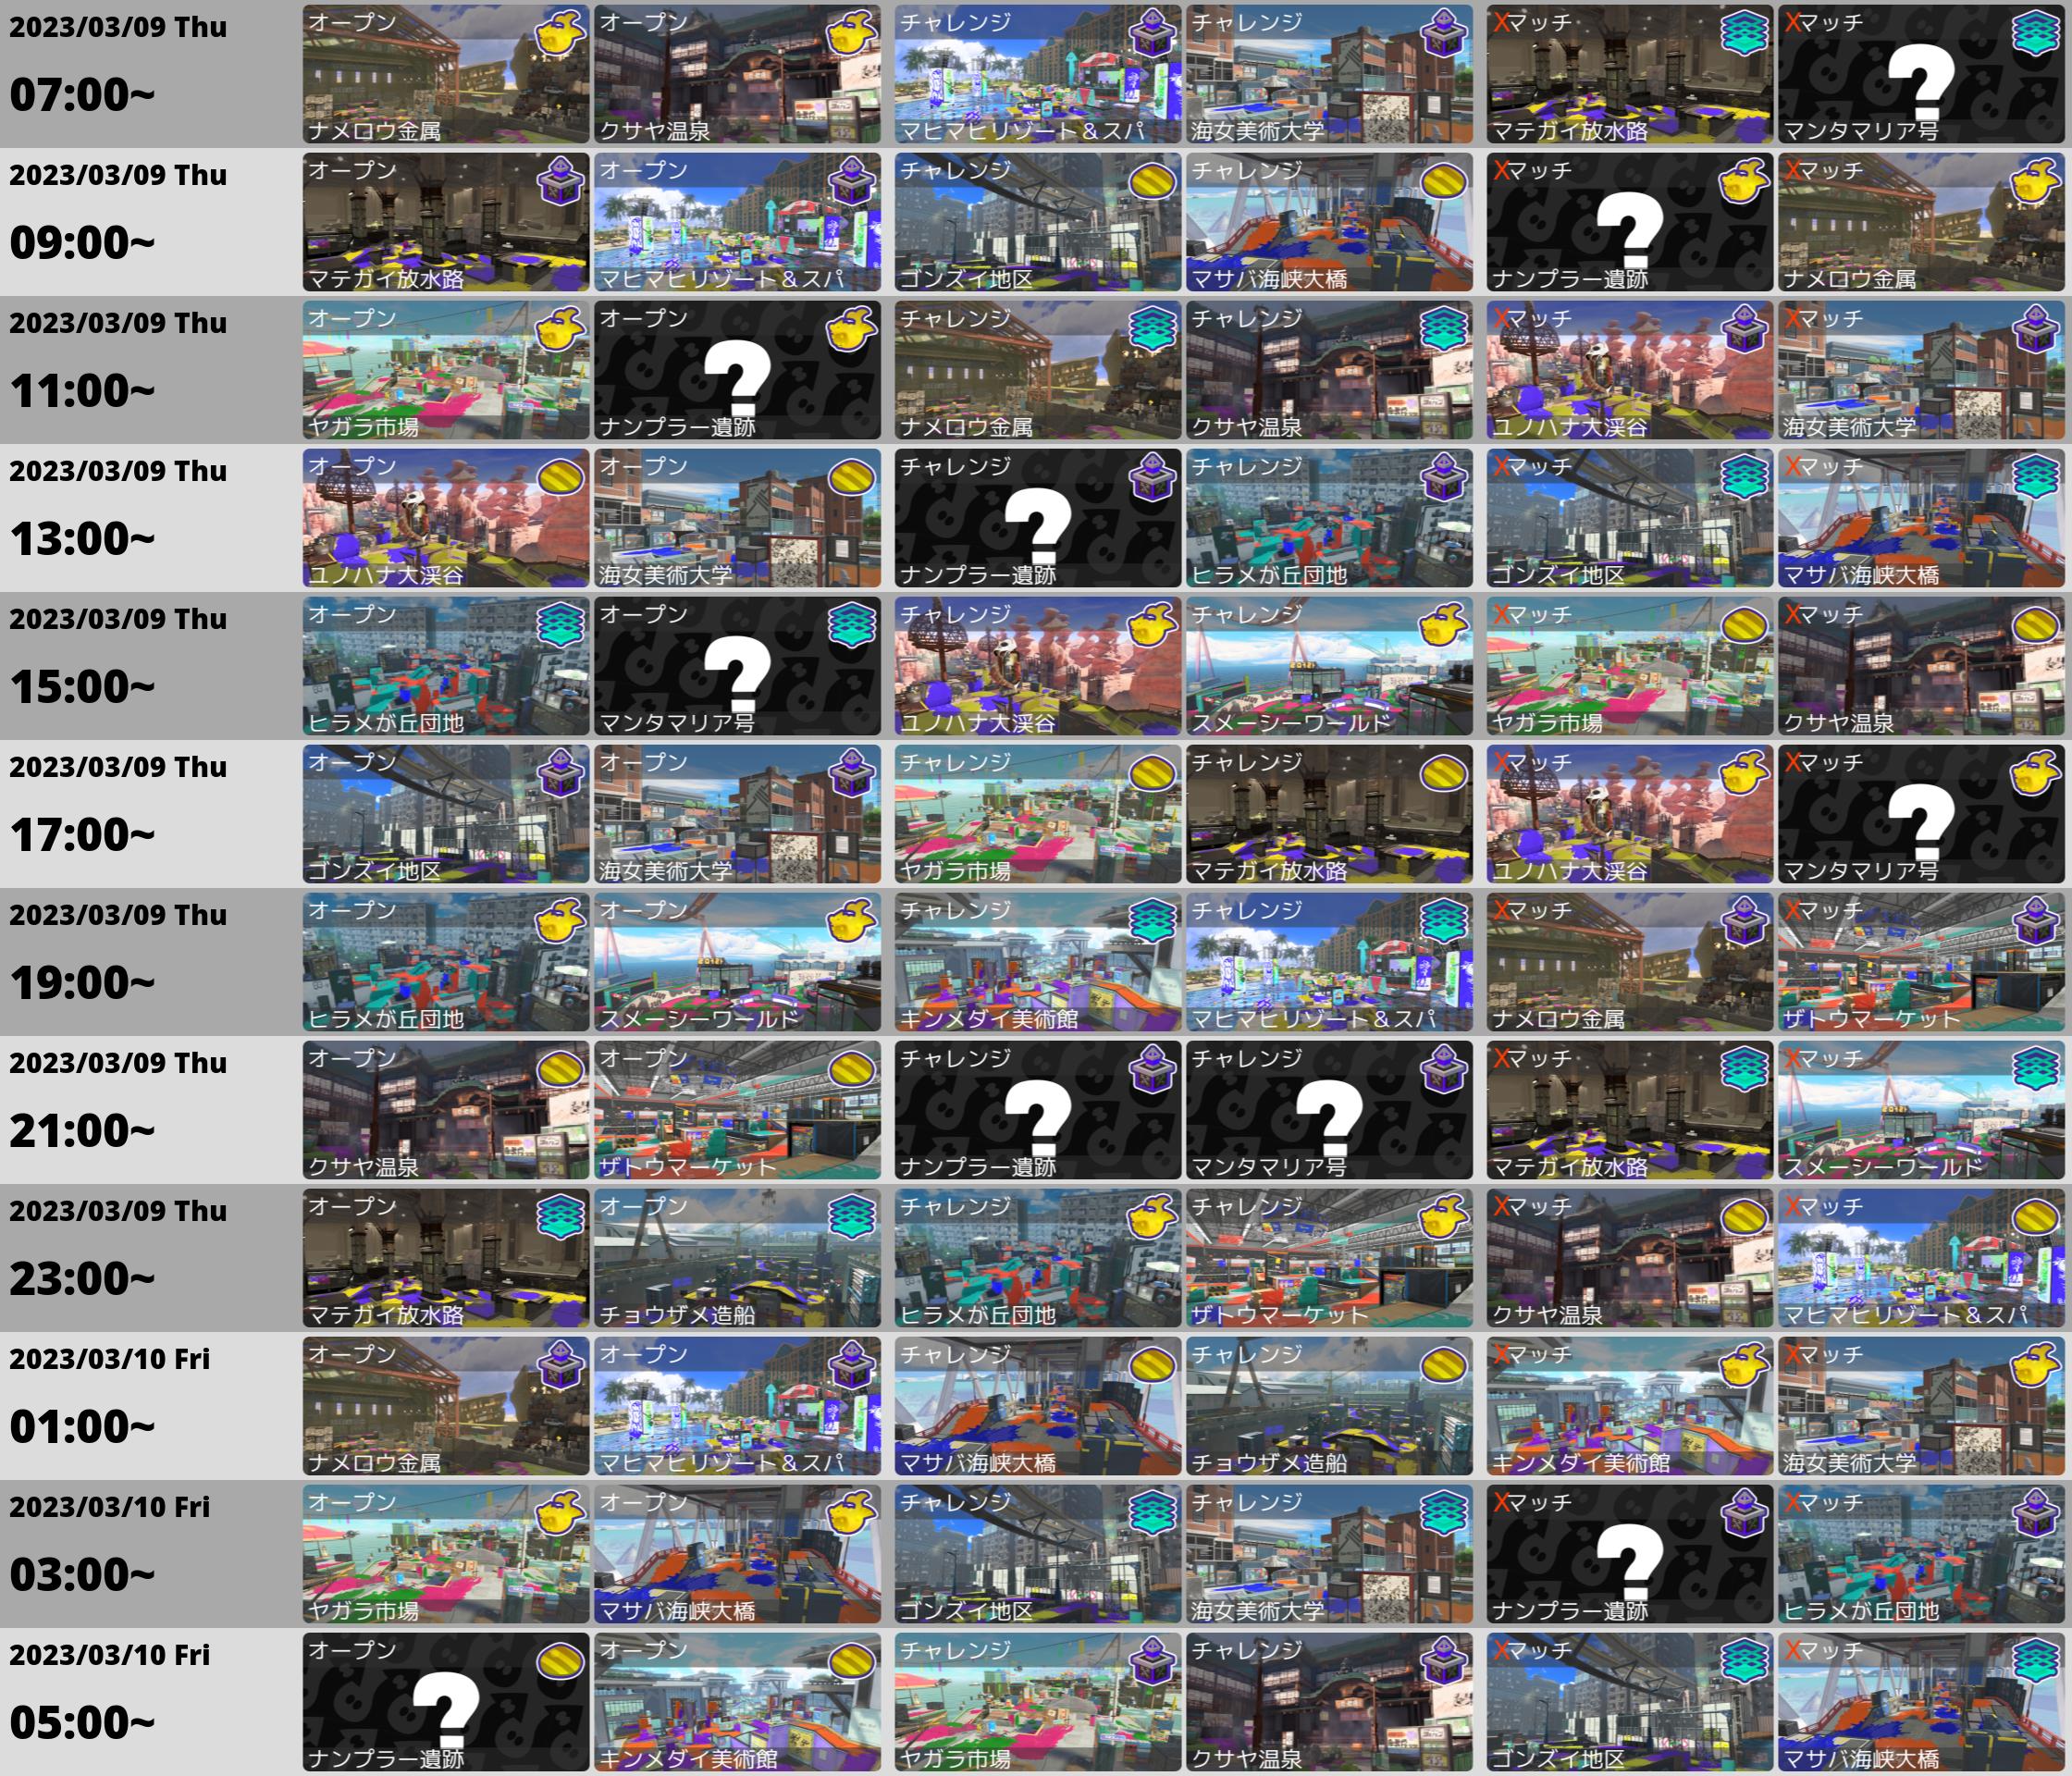 2023/03/09 Thu
07:00~
オープン
ナメロウ金属
オープン
クサヤ温泉
チャレンジ
マヒマヒリゾート&スパ
チャレンジ
海女美術大学
Xマッチ
マテガイ放水路
Xマッチ
?
マンタマリア号
2023/03/09 Thu
09:00~
オープン
マテガイ放水路
オープン
マヒマヒリゾート&スパ
チャレンジ
ゴンズイ地区
チャレンジ
マサバ海峡大橋
Xマッチ
?
ナンプラー遺跡
Xマッチ
ナメロウ金属
2023/03/09 Thu
11:00~
オープン
ヤガラ市場
オープン
?
ナンプラー遺跡
チャレンジ
ナメロウ金属
チャレンジ
クサヤ温泉
Xマッチ
ユノハナ大渓谷
Xマッチ
海女美術大学
2023/03/09 Thu
13:00~
オープン
ユノハナ大渓谷
オープン
海女美術大学
チャレンジ
?
ナンプラー遺跡
チャレンジ
ヒラメが丘団地
Xマッチ
ゴンズイ地区
Xマッチ
マサバ海峡大橋
2023/03/09 Thu
15:00~
オープン
ヒラメが丘団地
オープン
?
マンタマリア号
チャレンジ
ユノハナ大渓谷
チャレンジ
スメーシーワールド
Xマッチ
ヤガラ市場
Xマッチ
クサヤ温泉
2023/03/09 Thu
17:00~
オープン
ゴンズイ地区
オープン
海女美術大学
チャレンジ
ヤガラ市場
チャレンジ
マテガイ放水路
Xマッチ
ユノハナ大渓谷
Xマッチ
?
マンタマリア号
2023/03/09 Thu
19:00~
オープン
ヒラメが丘団地
オープン
スメーシーワールド
チャレンジ
キンメダイ美術館
チャレンジ
マヒマヒリゾート&スパ
Xマッチ
ナメロウ金属
Xマッチ
ザトウマーケット
2023/03/09 Thu
21:00~
オープン
クサヤ温泉
オープン
ザトウマーケット
チャレンジ
?
ナンプラー遺跡
チャレンジ
?
マンタマリア号
Xマッチ
マテガイ放水路
Xマッチ
スメーシーワールド
2023/03/09 Thu
23:00~
オープン
マテガイ放水路
オープン
チョウザメ造船
チャレンジ
ヒラメが丘団地
チャレンジ
ザトウマーケット
Xマッチ
クサヤ温泉
Xマッチ
マヒマヒリゾート&スパ
2023/03/10 Fri
01:00~
オープン
ナメロウ金属
オープン
マヒマヒリゾート&スパ
チャレンジ
マサバ海峡大橋
チャレンジ
チョウザメ造船
Xマッチ
キンメダイ美術館
Xマッチ
海女美術大学
2023/03/10 Fri
03:00~
オープン
ヤガラ市場
オープン
マサバ海峡大橋
チャレンジ
ゴンズイ地区
チャレンジ
海女美術大学
Xマッチ
?
ナンプラー遺跡
Xマッチ
ヒラメが丘団地
2023/03/10 Fri
05:00~
オープン
?
ナンプラー遺跡
オープン
キンメダイ美術館
チャレンジ
ヤガラ市場
チャレンジ
クサヤ温泉
Xマッチ
ゴンズイ地区
Xマッチ
マサバ海峡大橋